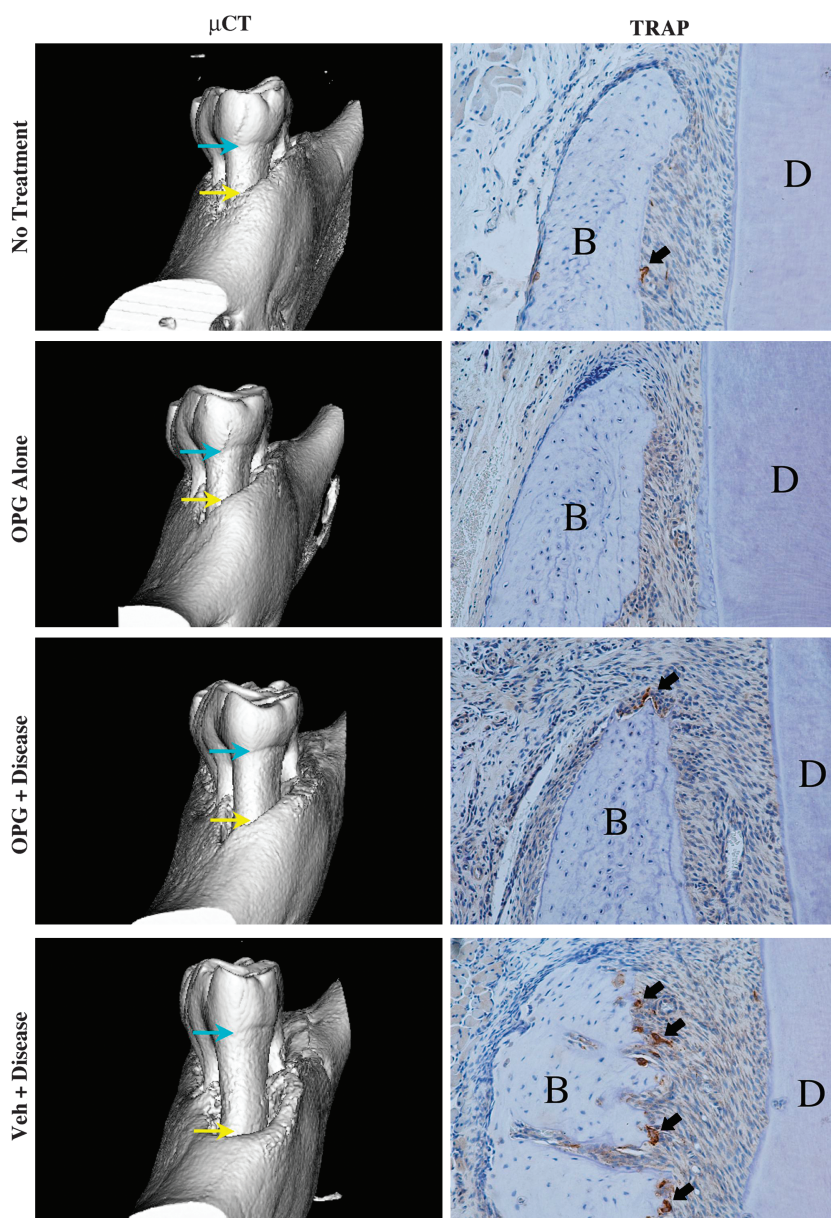 μCT
TRAP
No Treatment
B
D
OPG Alone
B
D
OPG + Disease
B
D
Veh + Disease
B
D